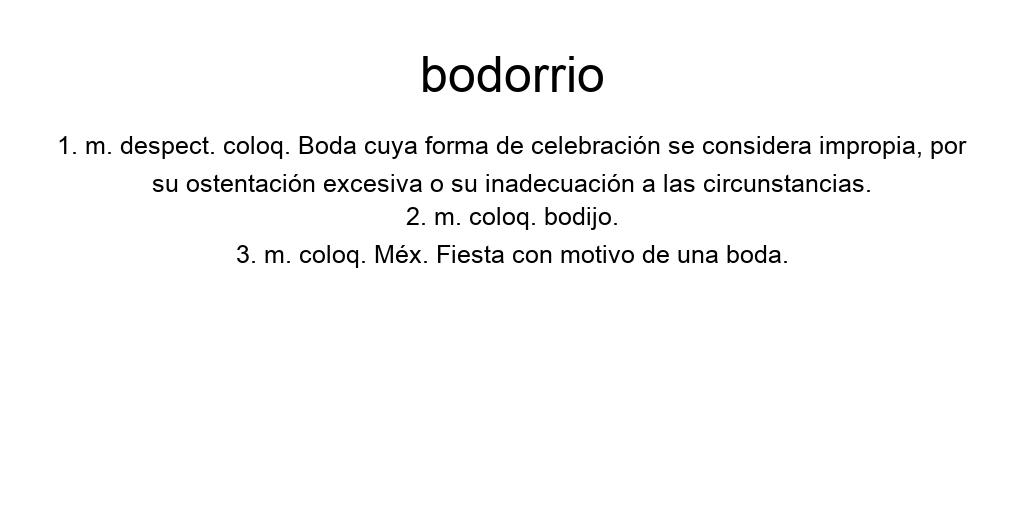 bodorrio
1. m. despect. coloq. Boda cuya forma de celebración se considera impropia, por
su ostentación excesiva o su inadecuación a las circunstancias.
2. m. coloq. bodijo.
3. m. coloq. Méx. Fiesta con motivo de una boda.